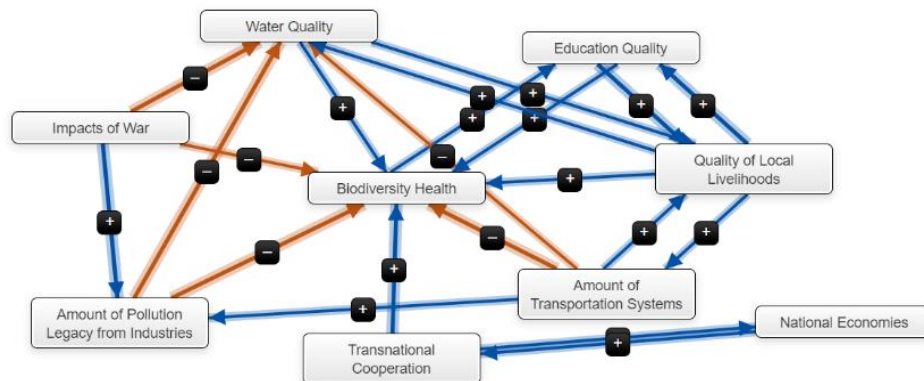 Water Quality
Education Quality
+
−
+
+
+
+
+
+
Impacts of War
−
−
−
Quality of Local
Livelihoods
+
Biodiversity Health
+
−
−
+
+
+
Amount of
Transportation Systems
Amount of Pollution
Legacy from Industries
+
National Economies
+
Transnational
Cooperation